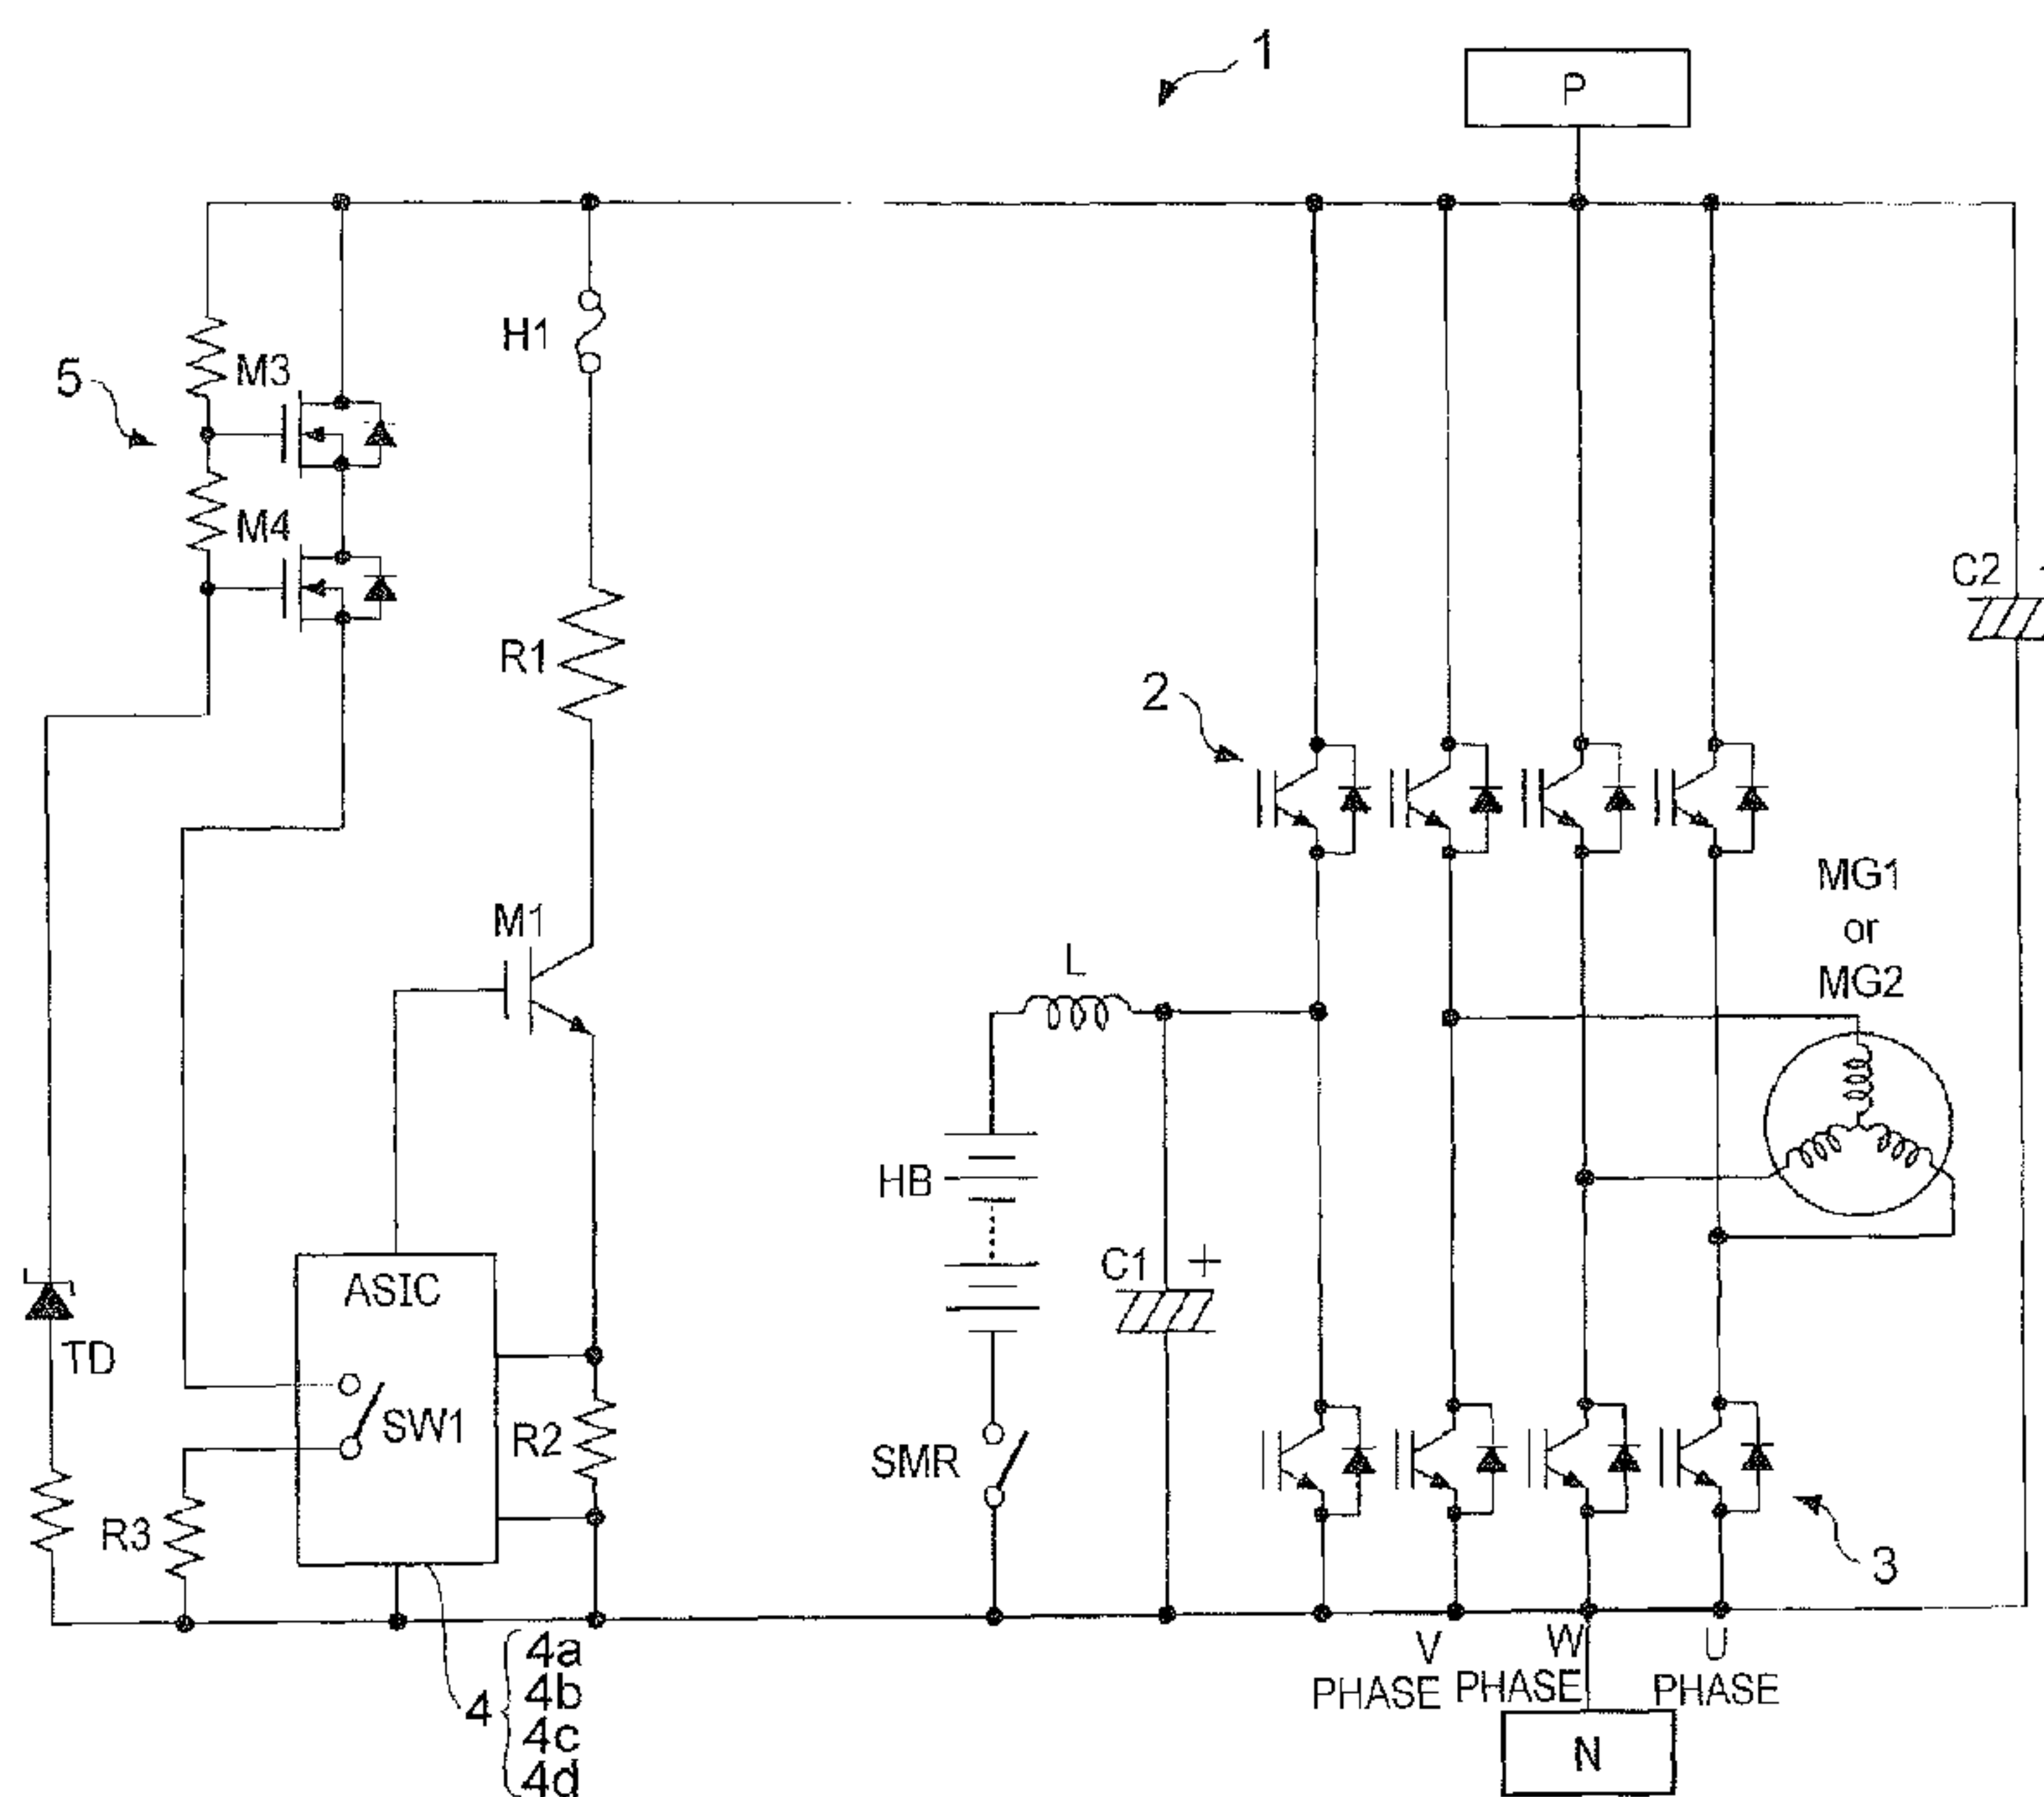 1
P
H1
M3
5
M4
C2
R1
2
MG1
or
MG2
M1
L
HB
C1 +
ASIC
TD
SW1
R2
SMR
R3
3
V
PHASE
W
PHASE
U
PHASE
4
4a
4b
4c
4d
N